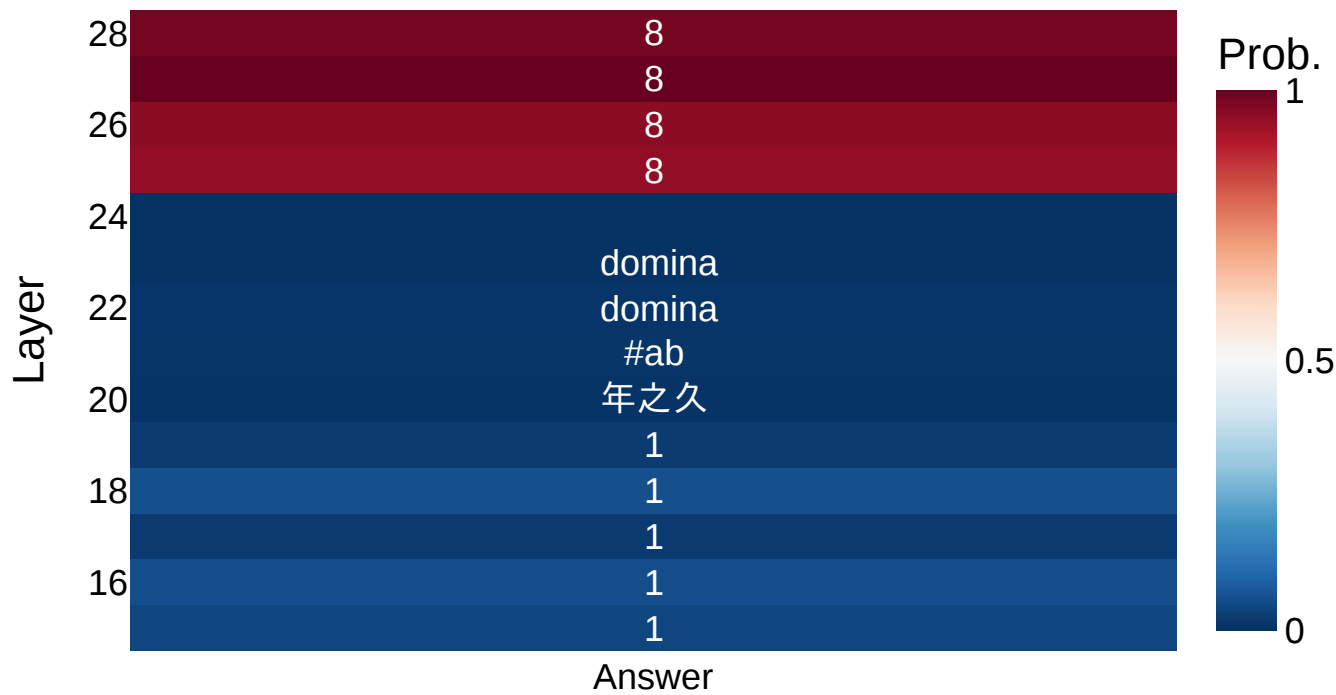 28 8
Prob.
8
1
26 8
8
24
domina
22 domina
#ab
0.5
20 年之久
1
18 1
1
16 1
1
0
Layer
Answer